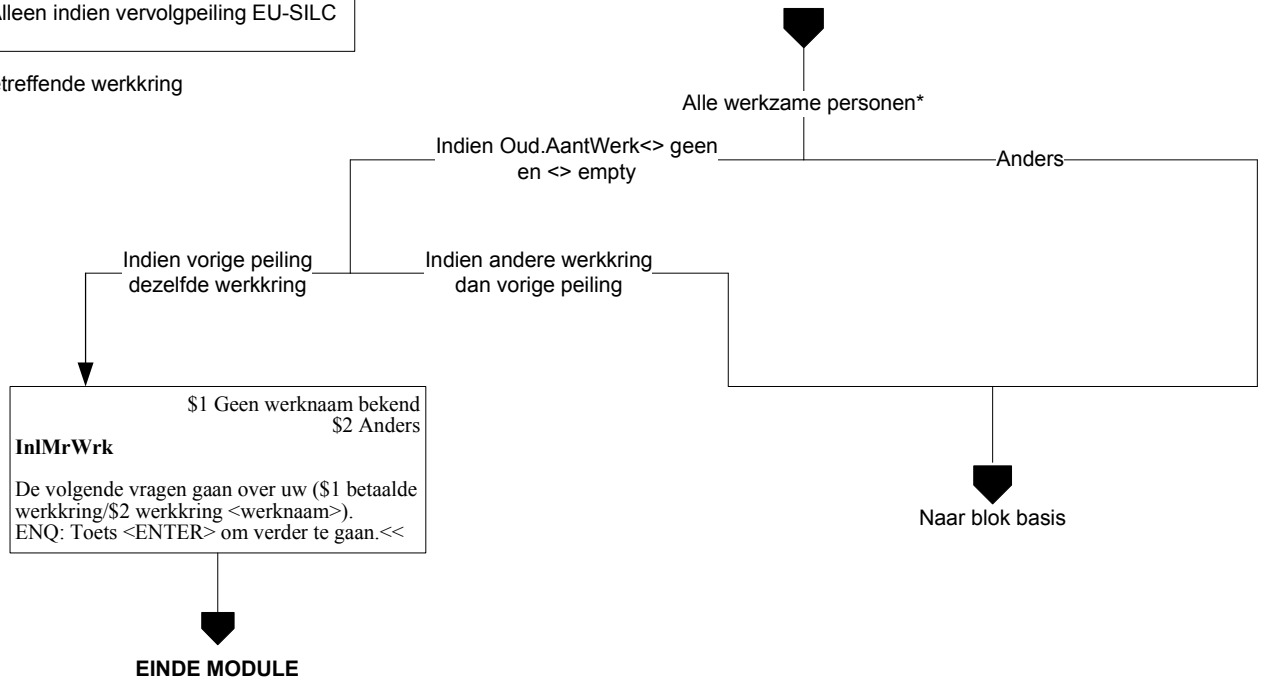 Alleen indien vervolgpeiling EU-SILC
etreffende werkkring
Alle werkzame personen*
Indien Oud.AantWerk<> geen
en <> empty
Anders
Indien vorige peiling
dezelfde werkkring
Indien andere werkkring
dan vorige peiling
$1 Geen werknaam bekend
$2 Anders
InlMrWrk
De volgende vragen gaan over uw ($1 betaalde
werkkring/$2 werkkring <werknaam>).
ENQ: Toets <ENTER> om verder te gaan.<<
Naar blok basis
EINDE MODULE